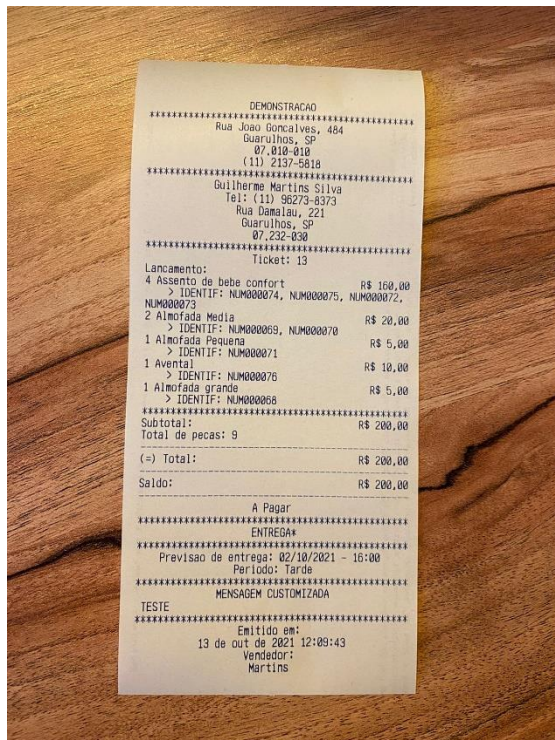 DEMONSTRACAO
****************************************
Rua Joao Goncalves, 484
Guarulhos, SP
07.010-010
(11) 2137-5818
****************************************
Guilherme Martins Silva
Tel: (11) 96273-8373
Rua Damalau, 221
Guarulhos, SP
07.232-030
****************************************
Ticket: 13
Lancamento:
4 Assento de bebe confort R$ 160,00
> IDENTIF: NUM000074, NUM000075, NUM000072,
NUM000073
2 Almofada Media R$ 20,00
> IDENTIF: NUM000069, NUM000070
1 Almofada Pequena R$ 5,00
> IDENTIF: NUM000071
1 Avental R$ 10,00
> IDENTIF: NUM000076
1 Almofada grande R$ 5,00
> IDENTIF: NUM000068
****************************************
Subtotal: R$ 200,00
Total de pecas: 9
----------------------------------------
(=) Total: R$ 200,00
----------------------------------------
Saldo: R$ 200,00
----------------------------------------
A Pagar
****************************************
ENTREGA*
****************************************
Previsao de entrega: 02/10/2021 - 16:00
Periodo: Tarde
****************************************
MENSAGEM CUSTOMIZADA
TESTE
****************************************
Emitido em:
13 de out de 2021 12:09:43
Vendedor:
Martins